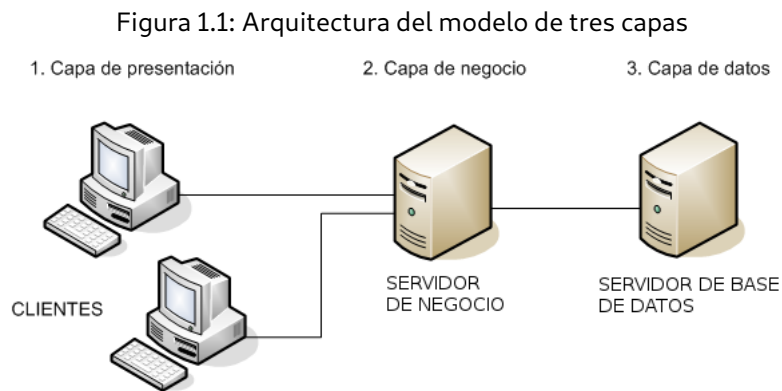 Figura 1.1: Arquitectura del modelo de tres capas
1. Capa de presentación
2. Capa de negocio
3. Capa de datos
SERVIDOR
DE NEGOCIO
SERVIDOR DE BASE
DE DATOS
CLIENTES